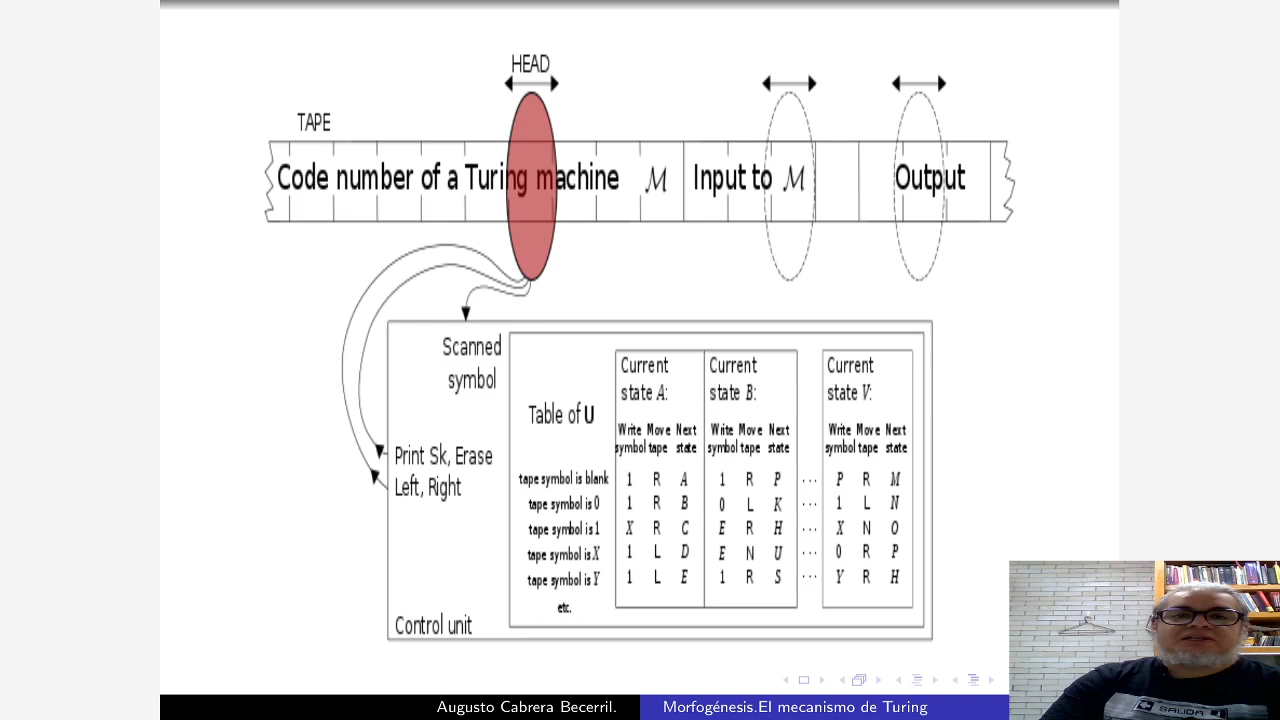 HEAD
TAPE
Code number of a Turing machine ℳ Input to ℳ Output
Scanned
symbol
Print Sk, Erase
Left, Right
Control unit
Table of U
Current
state A:
Current
state B:
Current
state V:
Write Move Next Write Move Next Write Move Next
symbol tape state symbol tape state symbol tape state
tape symbol is blank 1 R A 1 R P ... P R M
tape symbol is 0 1 R B 0 L K ... 1 L N
tape symbol is 1 X R C E R H ... X N O
tape symbol is X 1 L D E N U ... 0 R P
tape symbol is Y 1 L E 1 R S ... Y R H
etc.
Augusto Cabrera Becerril. Morfogénesis.El mecanismo de Turing
SALIDA